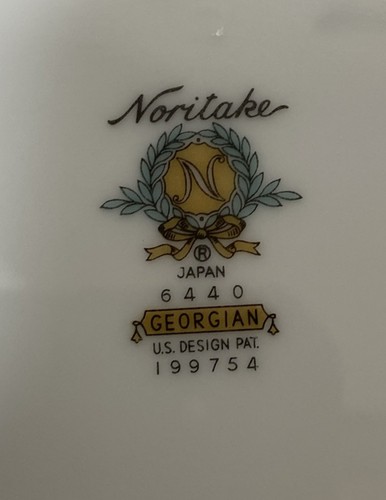 Noritake
N
®
JAPAN
6440
GEORGIAN
U.S. DESIGN PAT.
199754